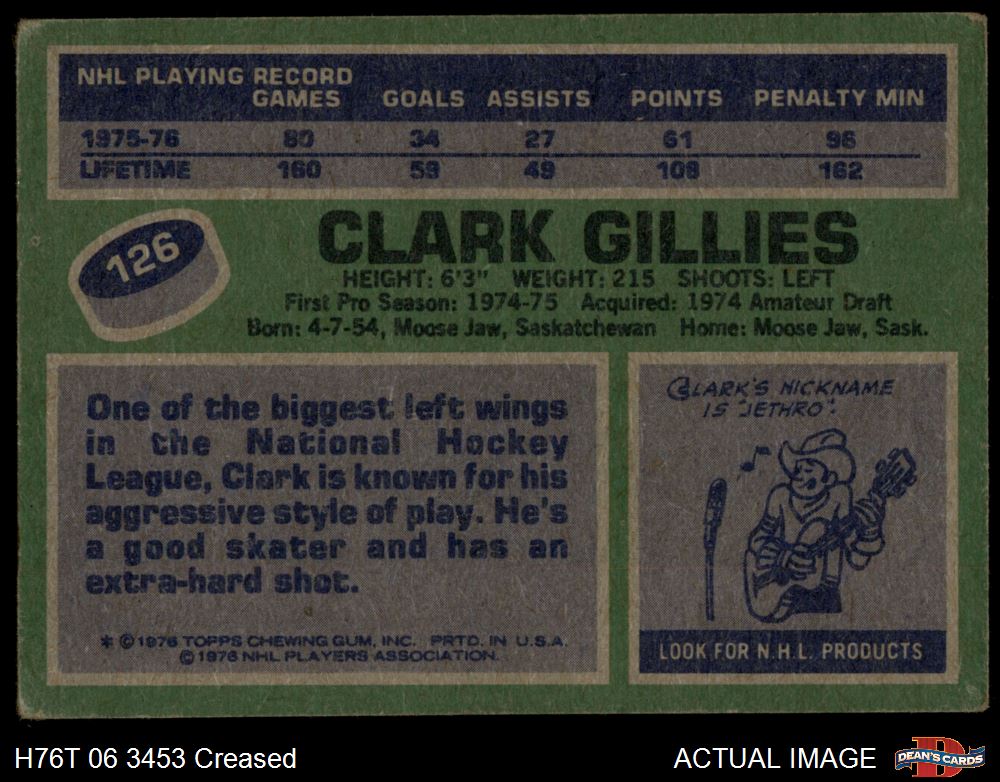 NHL PLAYING RECORD
GAMES GOALS ASSISTS POINTS PENALTY MIN
1975-76 80 34 27 61 96
LIFETIME 160 59 49 108 162
126
CLARK GILLIES
HEIGHT: 6'3" WEIGHT: 215 SHOOTS: LEFT
First Pro Season: 1974-75 Acquired: 1974 Amateur Draft
Born: 4-7-54, Moose Jaw, Saskatchewan Home: Moose Jaw, Sask.
One of the biggest left wings
in the National Hockey
League, Clark is known for his
aggressive style of play. He's
a good skater and has an
extra-hard shot.
* ©1976 TOPPS CHEWING GUM, INC. PRTD. IN U.S.A.
©1976 NHL PLAYERS ASSOCIATION.
CLARK'S NICKNAME
IS "JETHRO".
LOOK FOR N.H.L. PRODUCTS
H76T 06 3453 Creased
ACTUAL IMAGE
D
DEAN'S CARDS